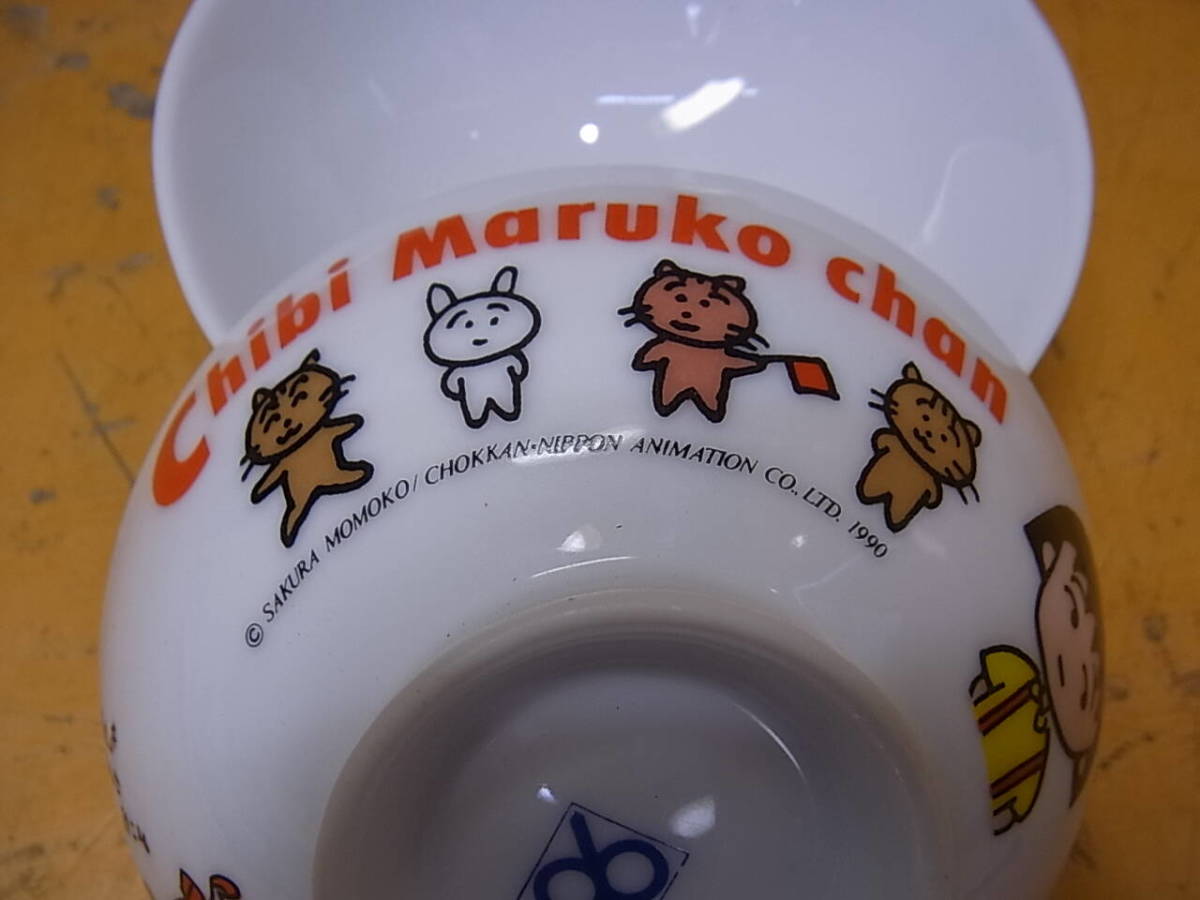 Chibi Maruko chan
© SAKURA MOMOKO / CHOKKAN・NIPPON ANIMATION CO., LTD. 1990